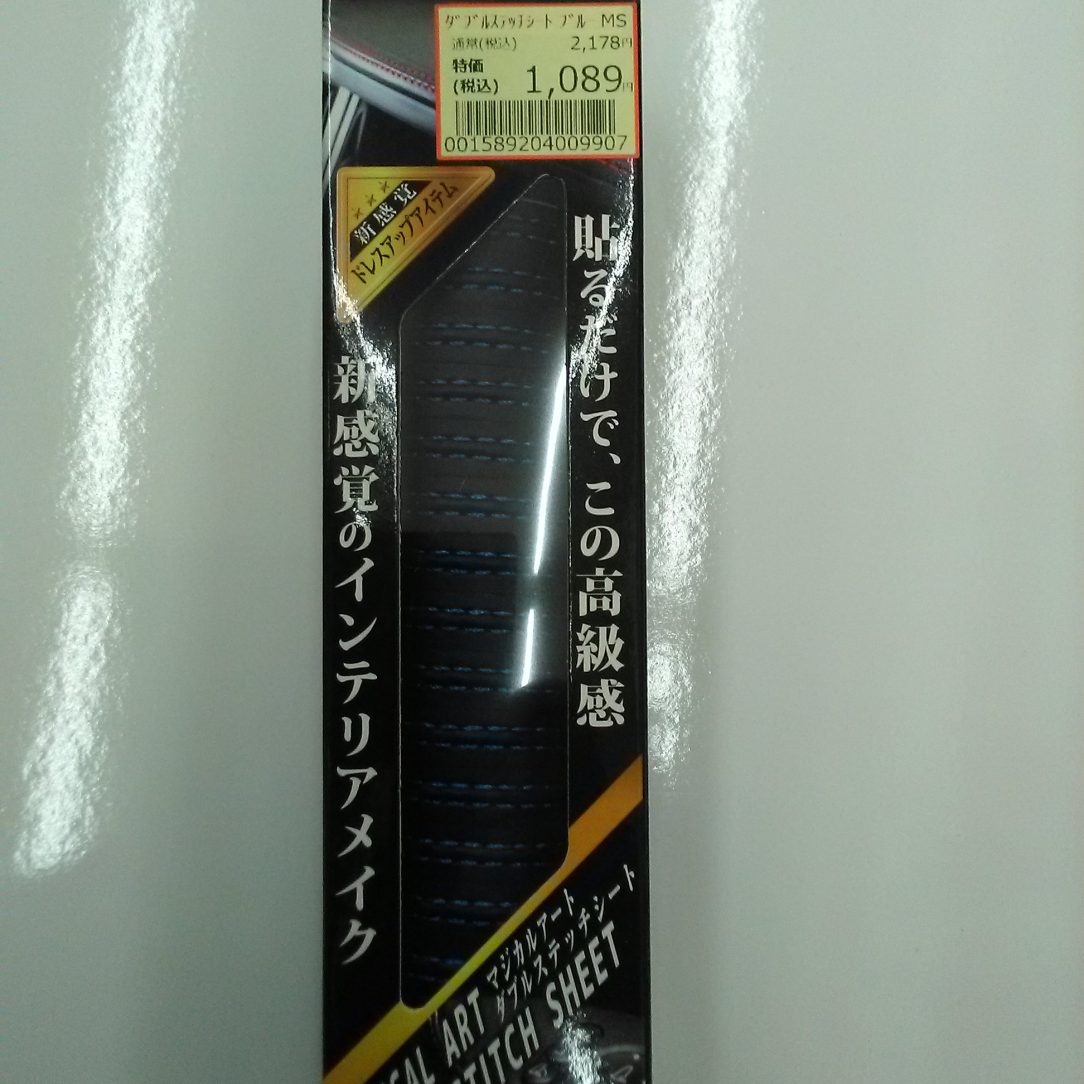 ダブルステッチシート ブルー MS
通常(税込) 2,178円
特価
(税込) 1,089円
001589204009907
新感覚
ドレスアップアイテム
貼るだけで、この高級感
新感覚のインテリアメイク
マジカルアート
ダブルステッチシート
CAL ART
STITCH SHEET